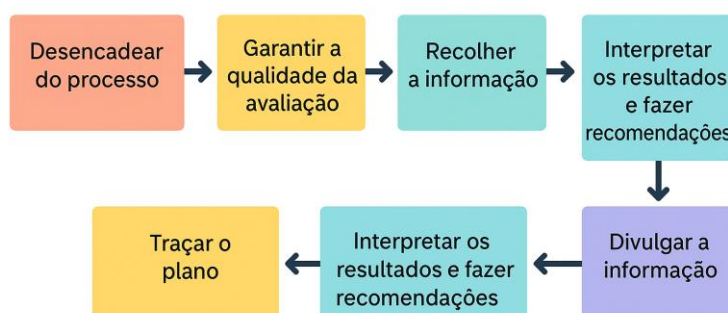 Desencadear
do processo
Garantir a
qualidade da
avaliação
Recolher
a informação
Interpretar
os resultados
e fazer
recomendações
Divulgar a
informação
Interpretar os
resultados e fazer
recomendações
Traçar o
plano